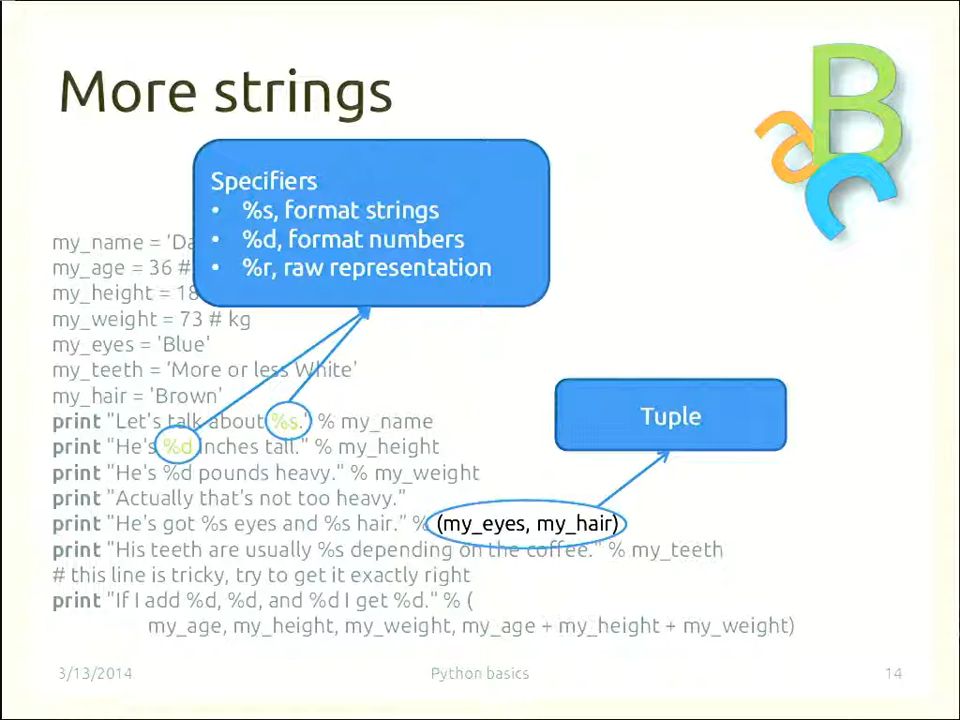 More strings
aBC
Specifiers
• %s, format strings
• %d, format numbers
• %r, raw representation
my_name = 'Da
my_age = 36 #
my_height = 18
my_weight = 73 # kg
my_eyes = 'Blue'
my_teeth = 'More or less White'
my_hair = 'Brown'
print "Let's talk about %s." % my_name
print "He's %d inches tall." % my_height
print "He's %d pounds heavy." % my_weight
print "Actually that's not too heavy."
print "He's got %s eyes and %s hair." % (my_eyes, my_hair)
print "His teeth are usually %s depending on the coffee." % my_teeth
# this line is tricky, try to get it exactly right
print "If I add %d, %d, and %d I get %d." % (
my_age, my_height, my_weight, my_age + my_height + my_weight)
Tuple
3/13/2014
Python basics
14